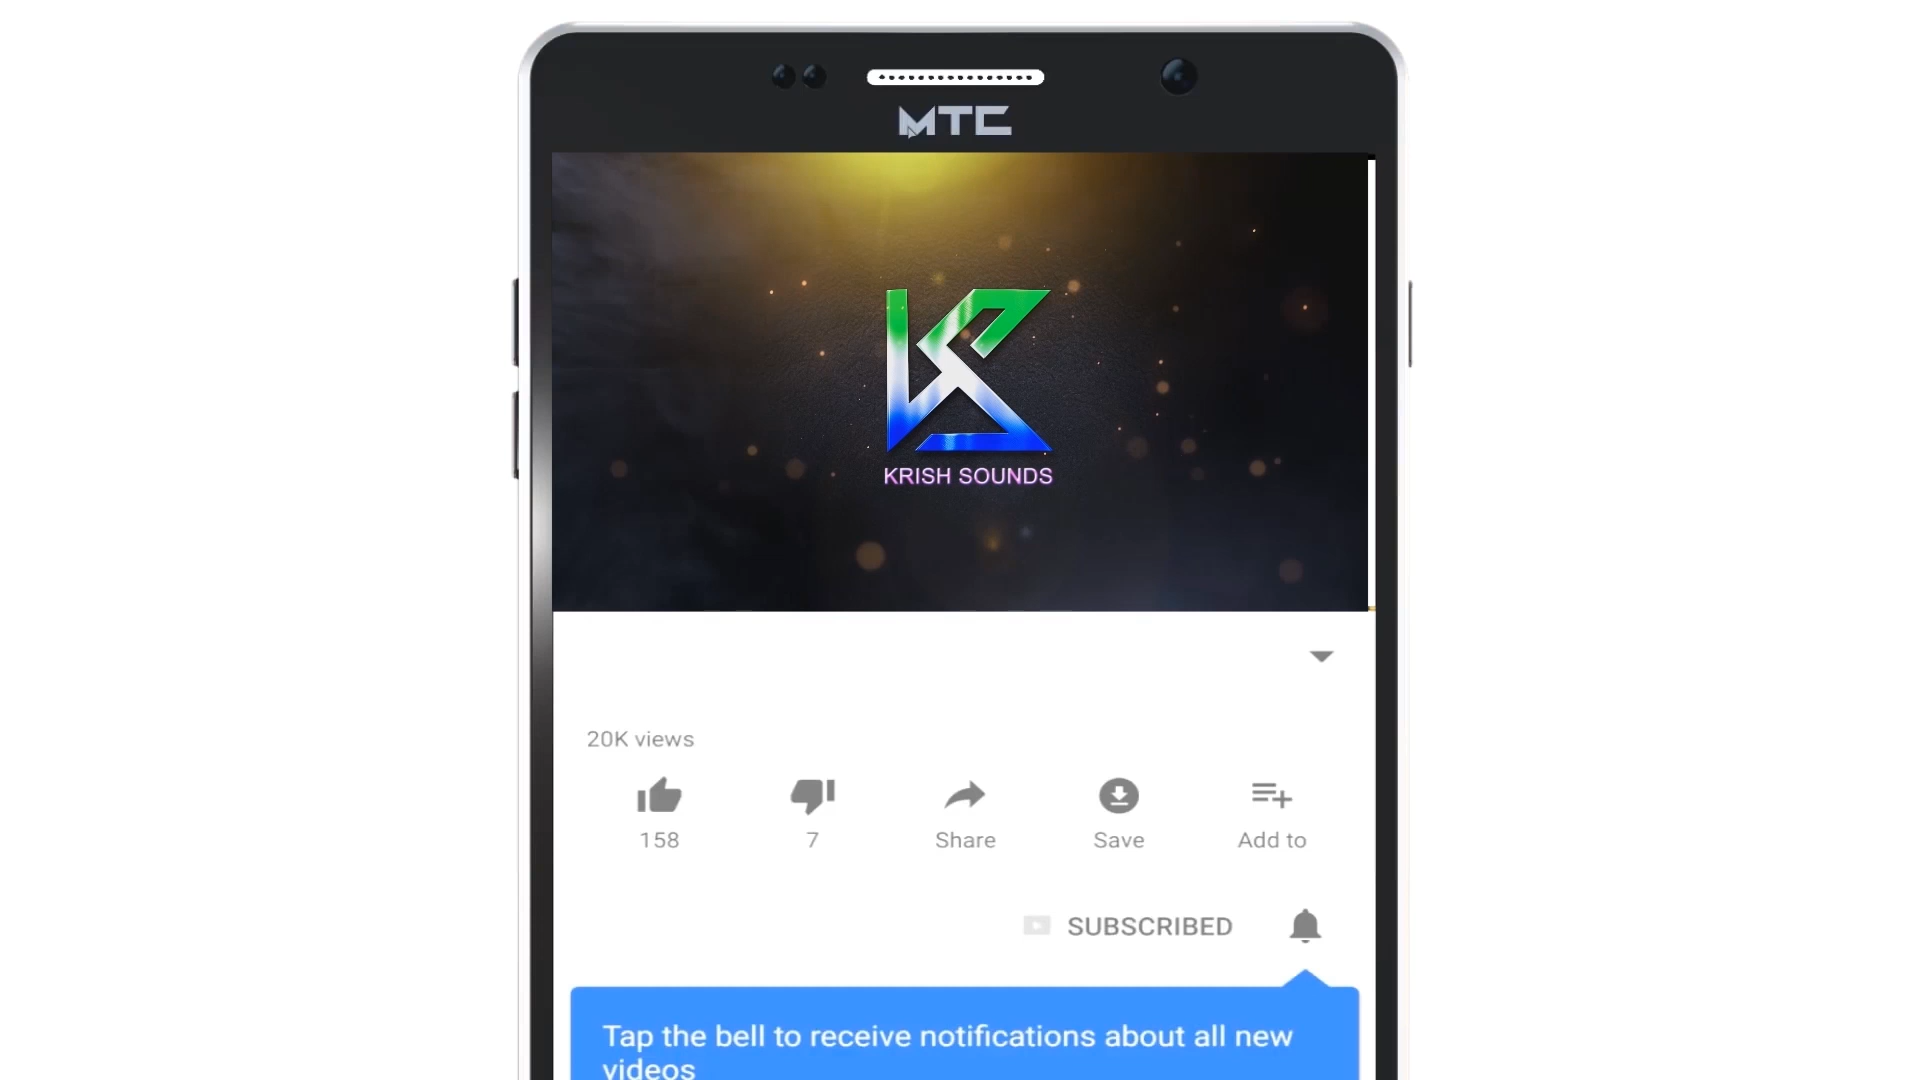 MTC
KRISH SOUNDS
20K views
158
7
Share
Save
Add to
SUBSCRIBED
Tap the bell to receive notifications about all new
videos